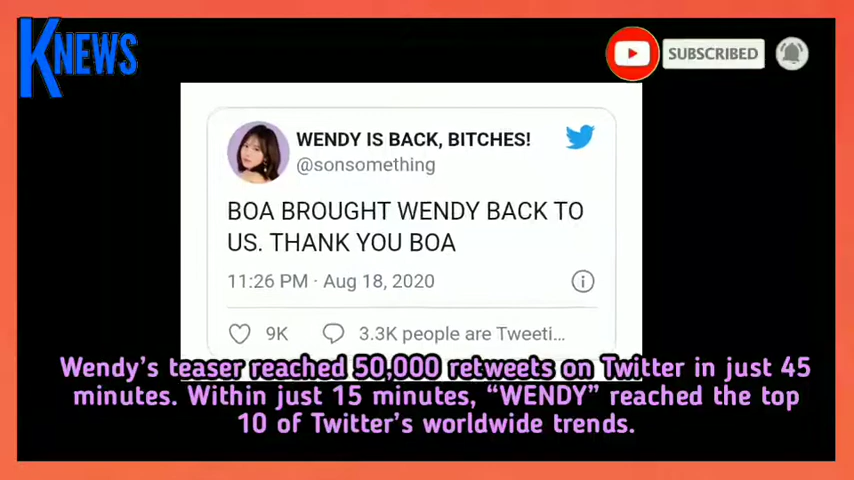 KNEWS
SUBSCRIBED
WENDY IS BACK, BITCHES!
@sonsomething
BOA BROUGHT WENDY BACK TO
US. THANK YOU BOA
11:26 PM · Aug 18, 2020
9K 3.3K people are Tweeti...
Wendy's teaser reached 50,000 retweets on Twitter in just 45
minutes. Within just 15 minutes, “WENDY” reached the top
10 of Twitter's worldwide trends.